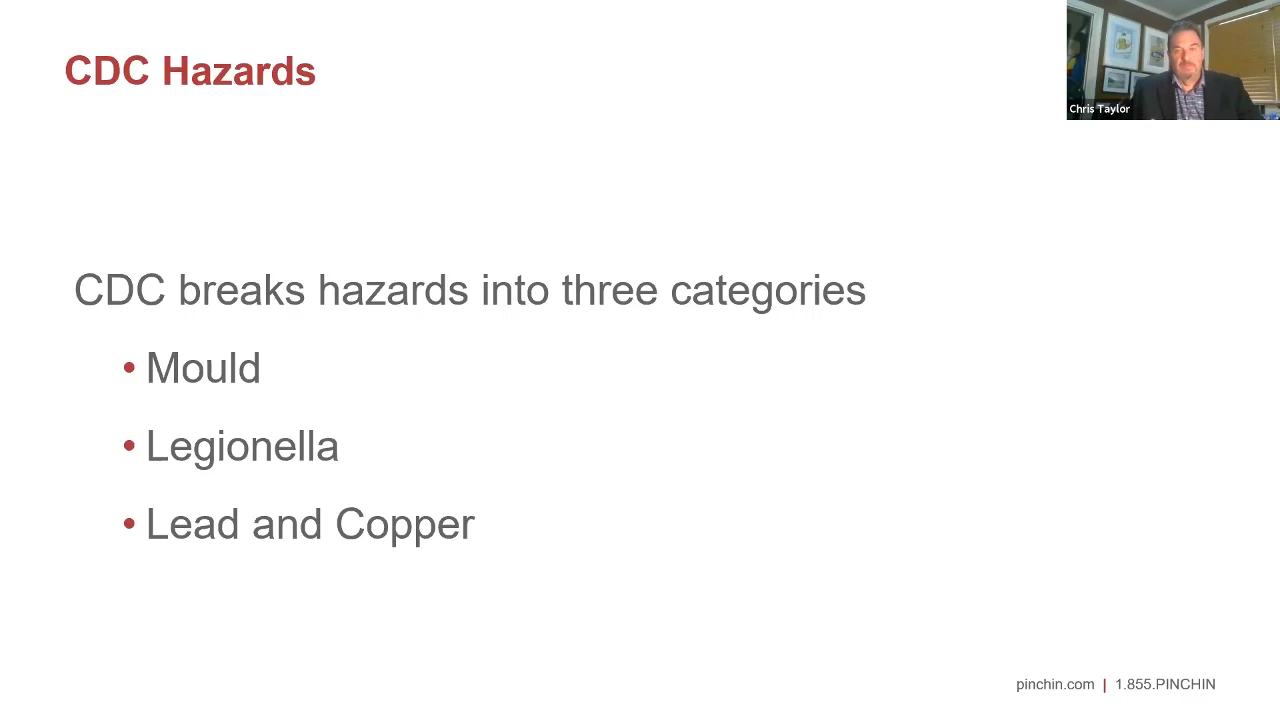 CDC Hazards
Chris Taylor
CDC breaks hazards into three categories
• Mould
• Legionella
• Lead and Copper
pinchin.com | 1.855.PINCHIN